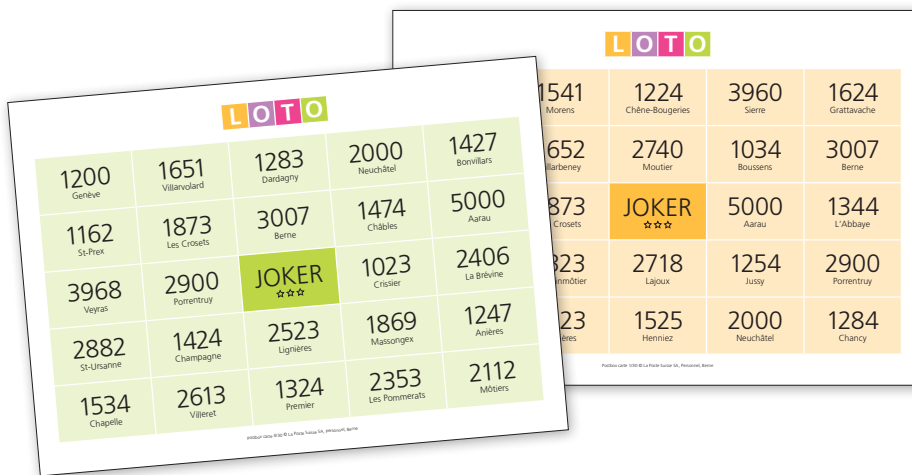 LOTO
1200 1651 1283 2000 1427
Genève Villarvolard Dardagny Neuchâtel Bonvillars
1162 1873 3007 1474 5000
St-Prex Les Crosets Berne Châbles Aarau
3968 2900 JOKER 1023 2406
Veyras Porrentruy Crissier La Brévine
2882 1424 2523 1869 1247
St-Ursanne Champagne Lignières Massongex Anières
1534 2613 1324 2353 2112
Chapelle Villeret Premier Les Pommerats Môtiers
LOTO
1541 1224 3960 1624
Morens Chêne-Bougeries Sierre Grattavache
652 2740 1034 3007
Moutier Boussens Berne
873 JOKER 5000 1344
Crosets Aarau L'Abbaye
323 2718 1254 2900
Lajoux Jussy Porrentruy
23 1525 2000 1284
Henniez Neuchâtel Chancy